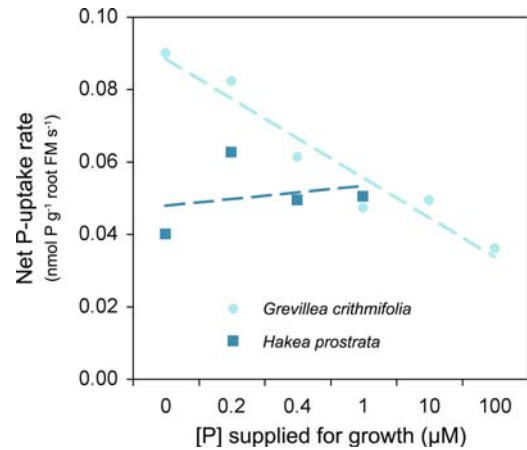 0.10
0.08
0.06
0.04
0.02
0.00
Net P-uptake rate
(nmol P g⁻¹ root FM s⁻¹)
Grevillea crithmifolia
Hakea prostrata
0 0.2 0.4 1 10 100
[P] supplied for growth (µM)